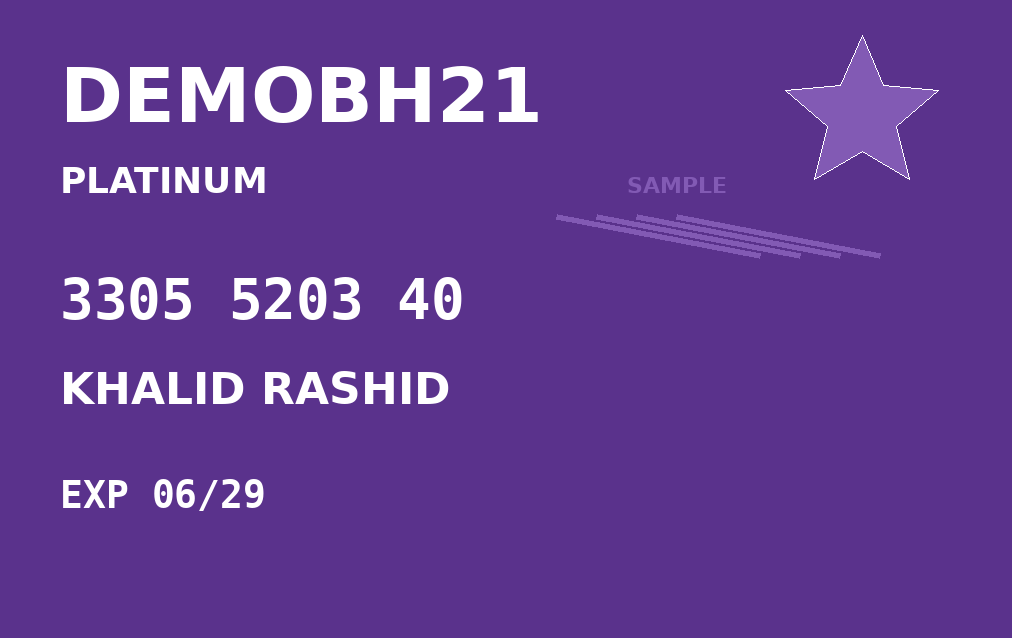 DEMOBH21
PLATINUM
SAMPLE
3305 5203 40
KHALID RASHID
EXP 06/29